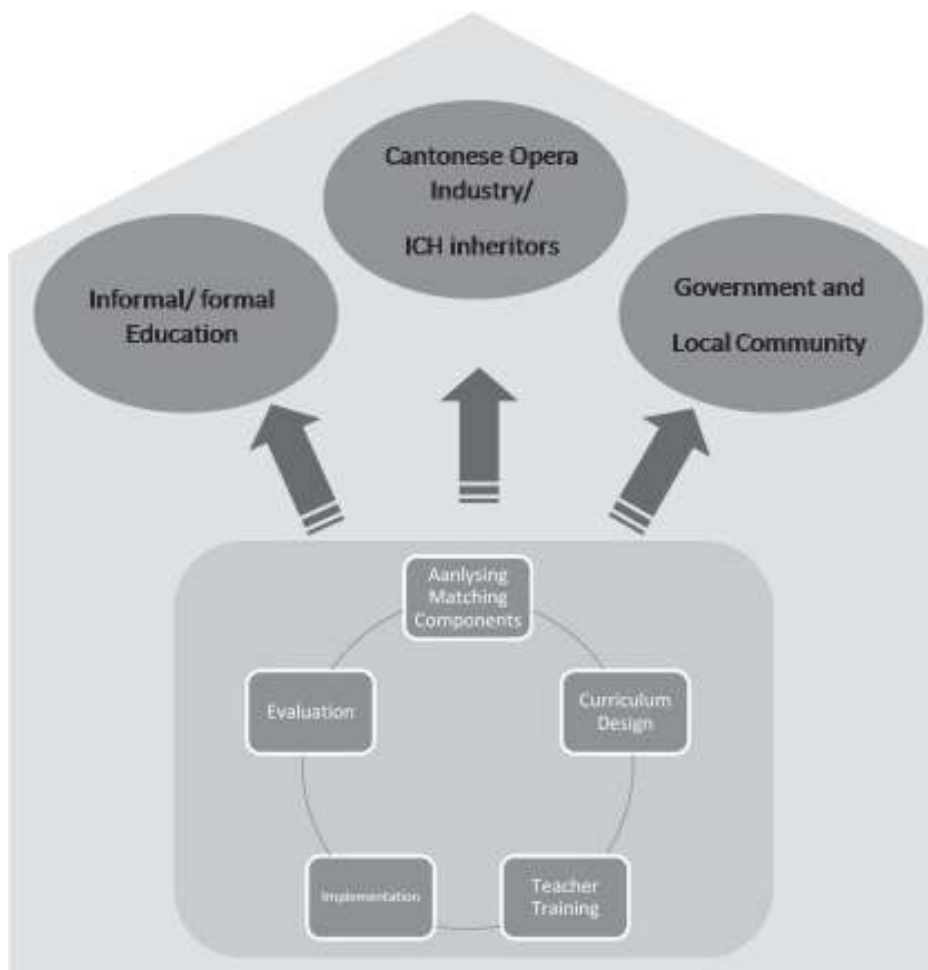 Cantonese Opera
Industry/
ICH inheritors
Informal/ formal
Education
Government and
Local Community
Aanlysing
Matching
Components
Evaluation
Curriculum
Design
Implementation
Teacher
Training